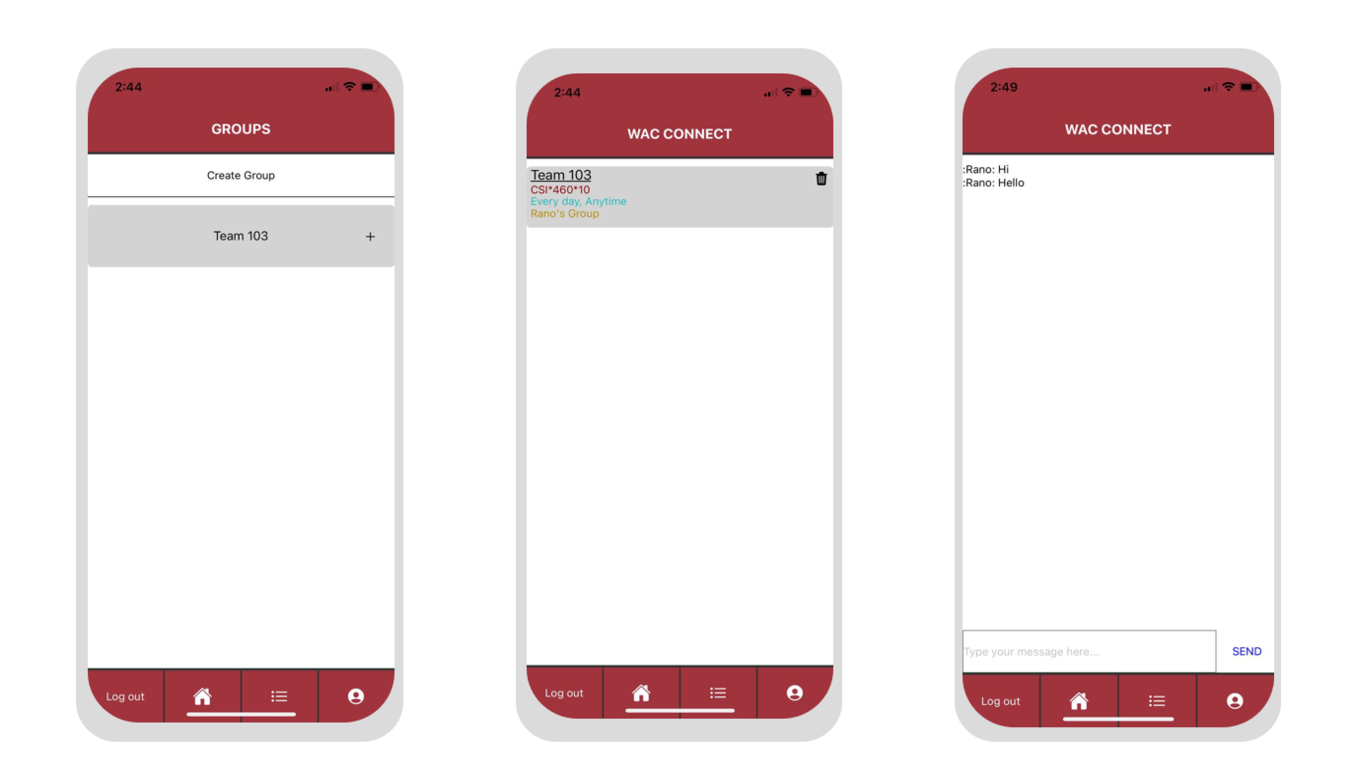 2:44
GROUPS
Create Group
Team 103
+
Log out
2:44
WAC CONNECT
Team 103
CSI*460*10
Every day, Anytime
Rano's Group
Log out
2:49
WAC CONNECT
:Rano: Hi
:Rano: Hello
Type your message here...
SEND
Log out